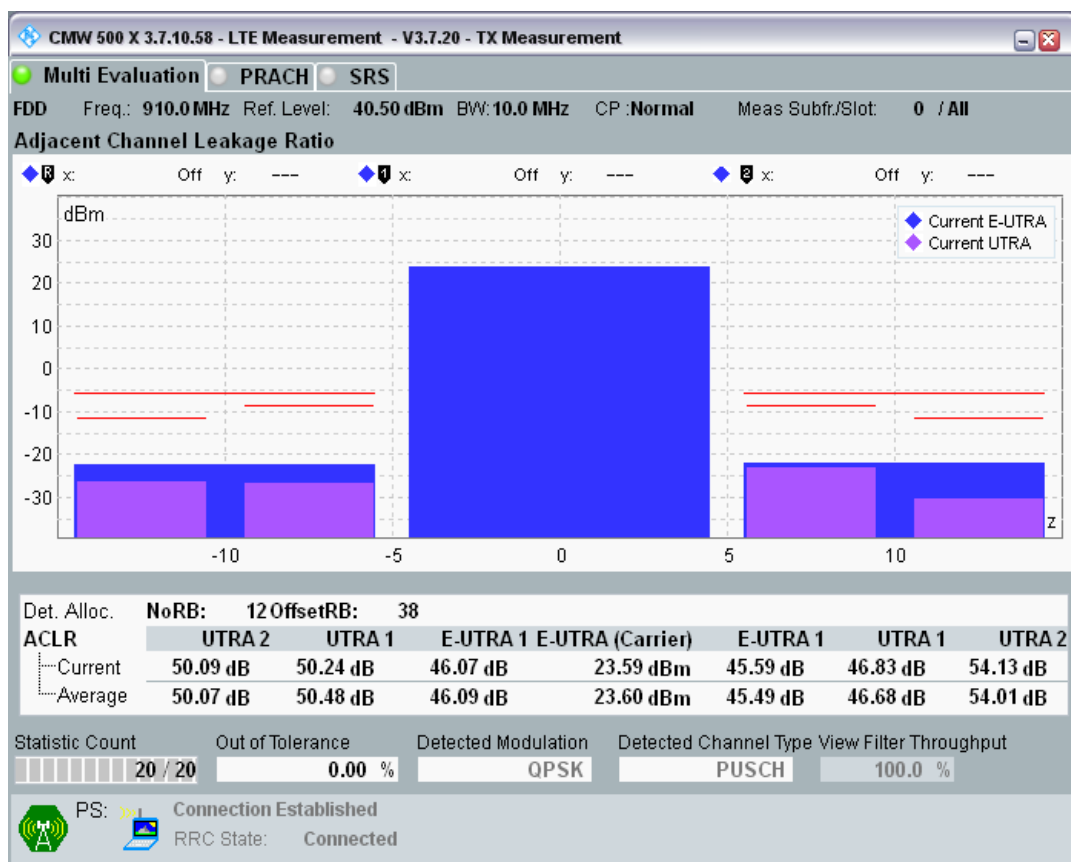 CMW 500 X 3.7.10.58 - LTE Measurement - V3.7.20 - TX Measurement
Multi Evaluation PRACH SRS
FDD Freq.: 910.0 MHz Ref. Level: 40.50 dBm BW: 10.0 MHz CP :Normal Meas Subfr./Slot: 0 / All
Adjacent Channel Leakage Ratio
R x: Off y: --- 1 x: Off y: --- 2 x: Off y: ---
dBm
Current E-UTRA
Current UTRA
30
20
10
0
-10
-20
-30
z
-10 -5 0 5 10
Det. Alloc. NoRB: 12 OffsetRB: 38
ACLR UTRA 2 UTRA 1 E-UTRA 1 E-UTRA (Carrier) E-UTRA 1 UTRA 1 UTRA 2
Current 50.09 dB 50.24 dB 46.07 dB 23.59 dBm 45.59 dB 46.83 dB 54.13 dB
Average 50.07 dB 50.48 dB 46.09 dB 23.60 dBm 45.49 dB 46.68 dB 54.01 dB
Statistic Count Out of Tolerance Detected Modulation Detected Channel Type View Filter Throughput
20 / 20 0.00 % QPSK PUSCH 100.0 %
PS: Connection Established
RRC State: Connected